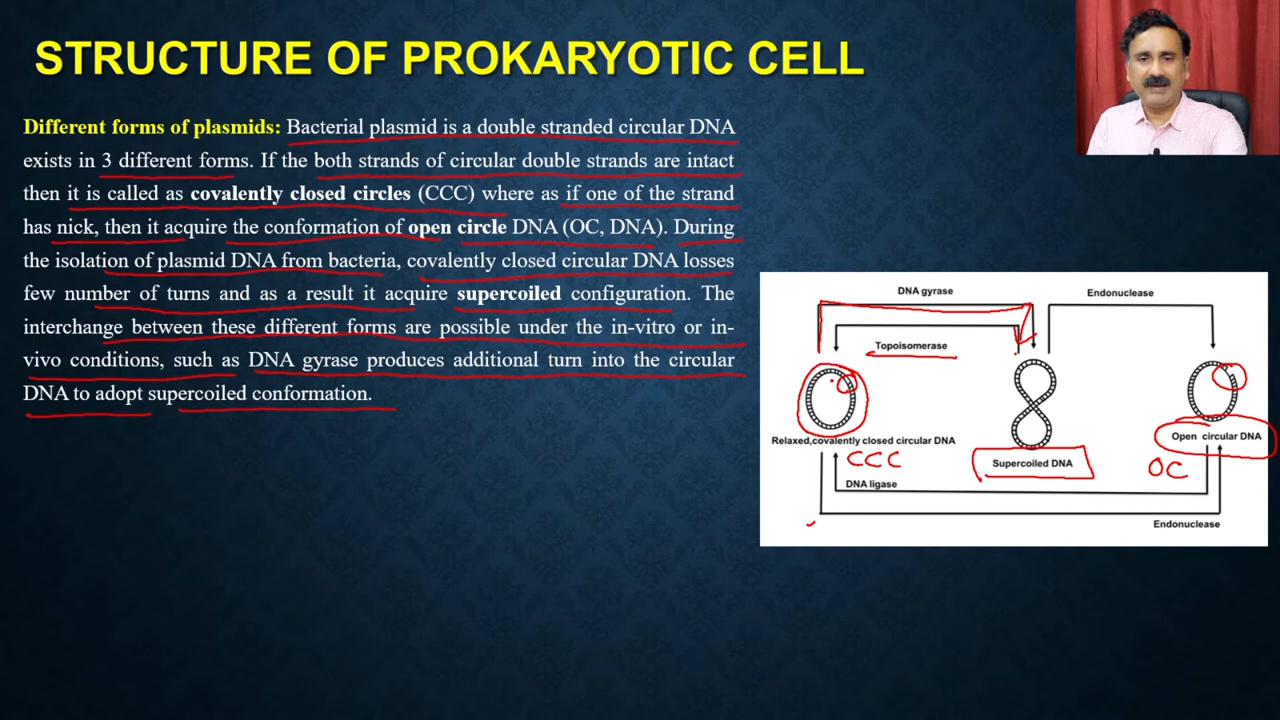 STRUCTURE OF PROKARYOTIC CELL
Different forms of plasmids: Bacterial plasmid is a double stranded circular DNA
exists in 3 different forms. If the both strands of circular double strands are intact
then it is called as covalently closed circles (CCC) where as if one of the strand
has nick, then it acquire the conformation of open circle DNA (OC, DNA). During
the isolation of plasmid DNA from bacteria, covalently closed circular DNA losses
few number of turns and as a result it acquire supercoiled configuration. The
interchange between these different forms are possible under the in-vitro or in-
vivo conditions, such as DNA gyrase produces additional turn into the circular
DNA to adopt supercoiled conformation.
DNA gyrase
Endonuclease
Topoisomerase
Relaxed,covalently closed circular DNA
Supercoiled DNA
Open circular DNA
CCC
OC
DNA ligase
Endonuclease